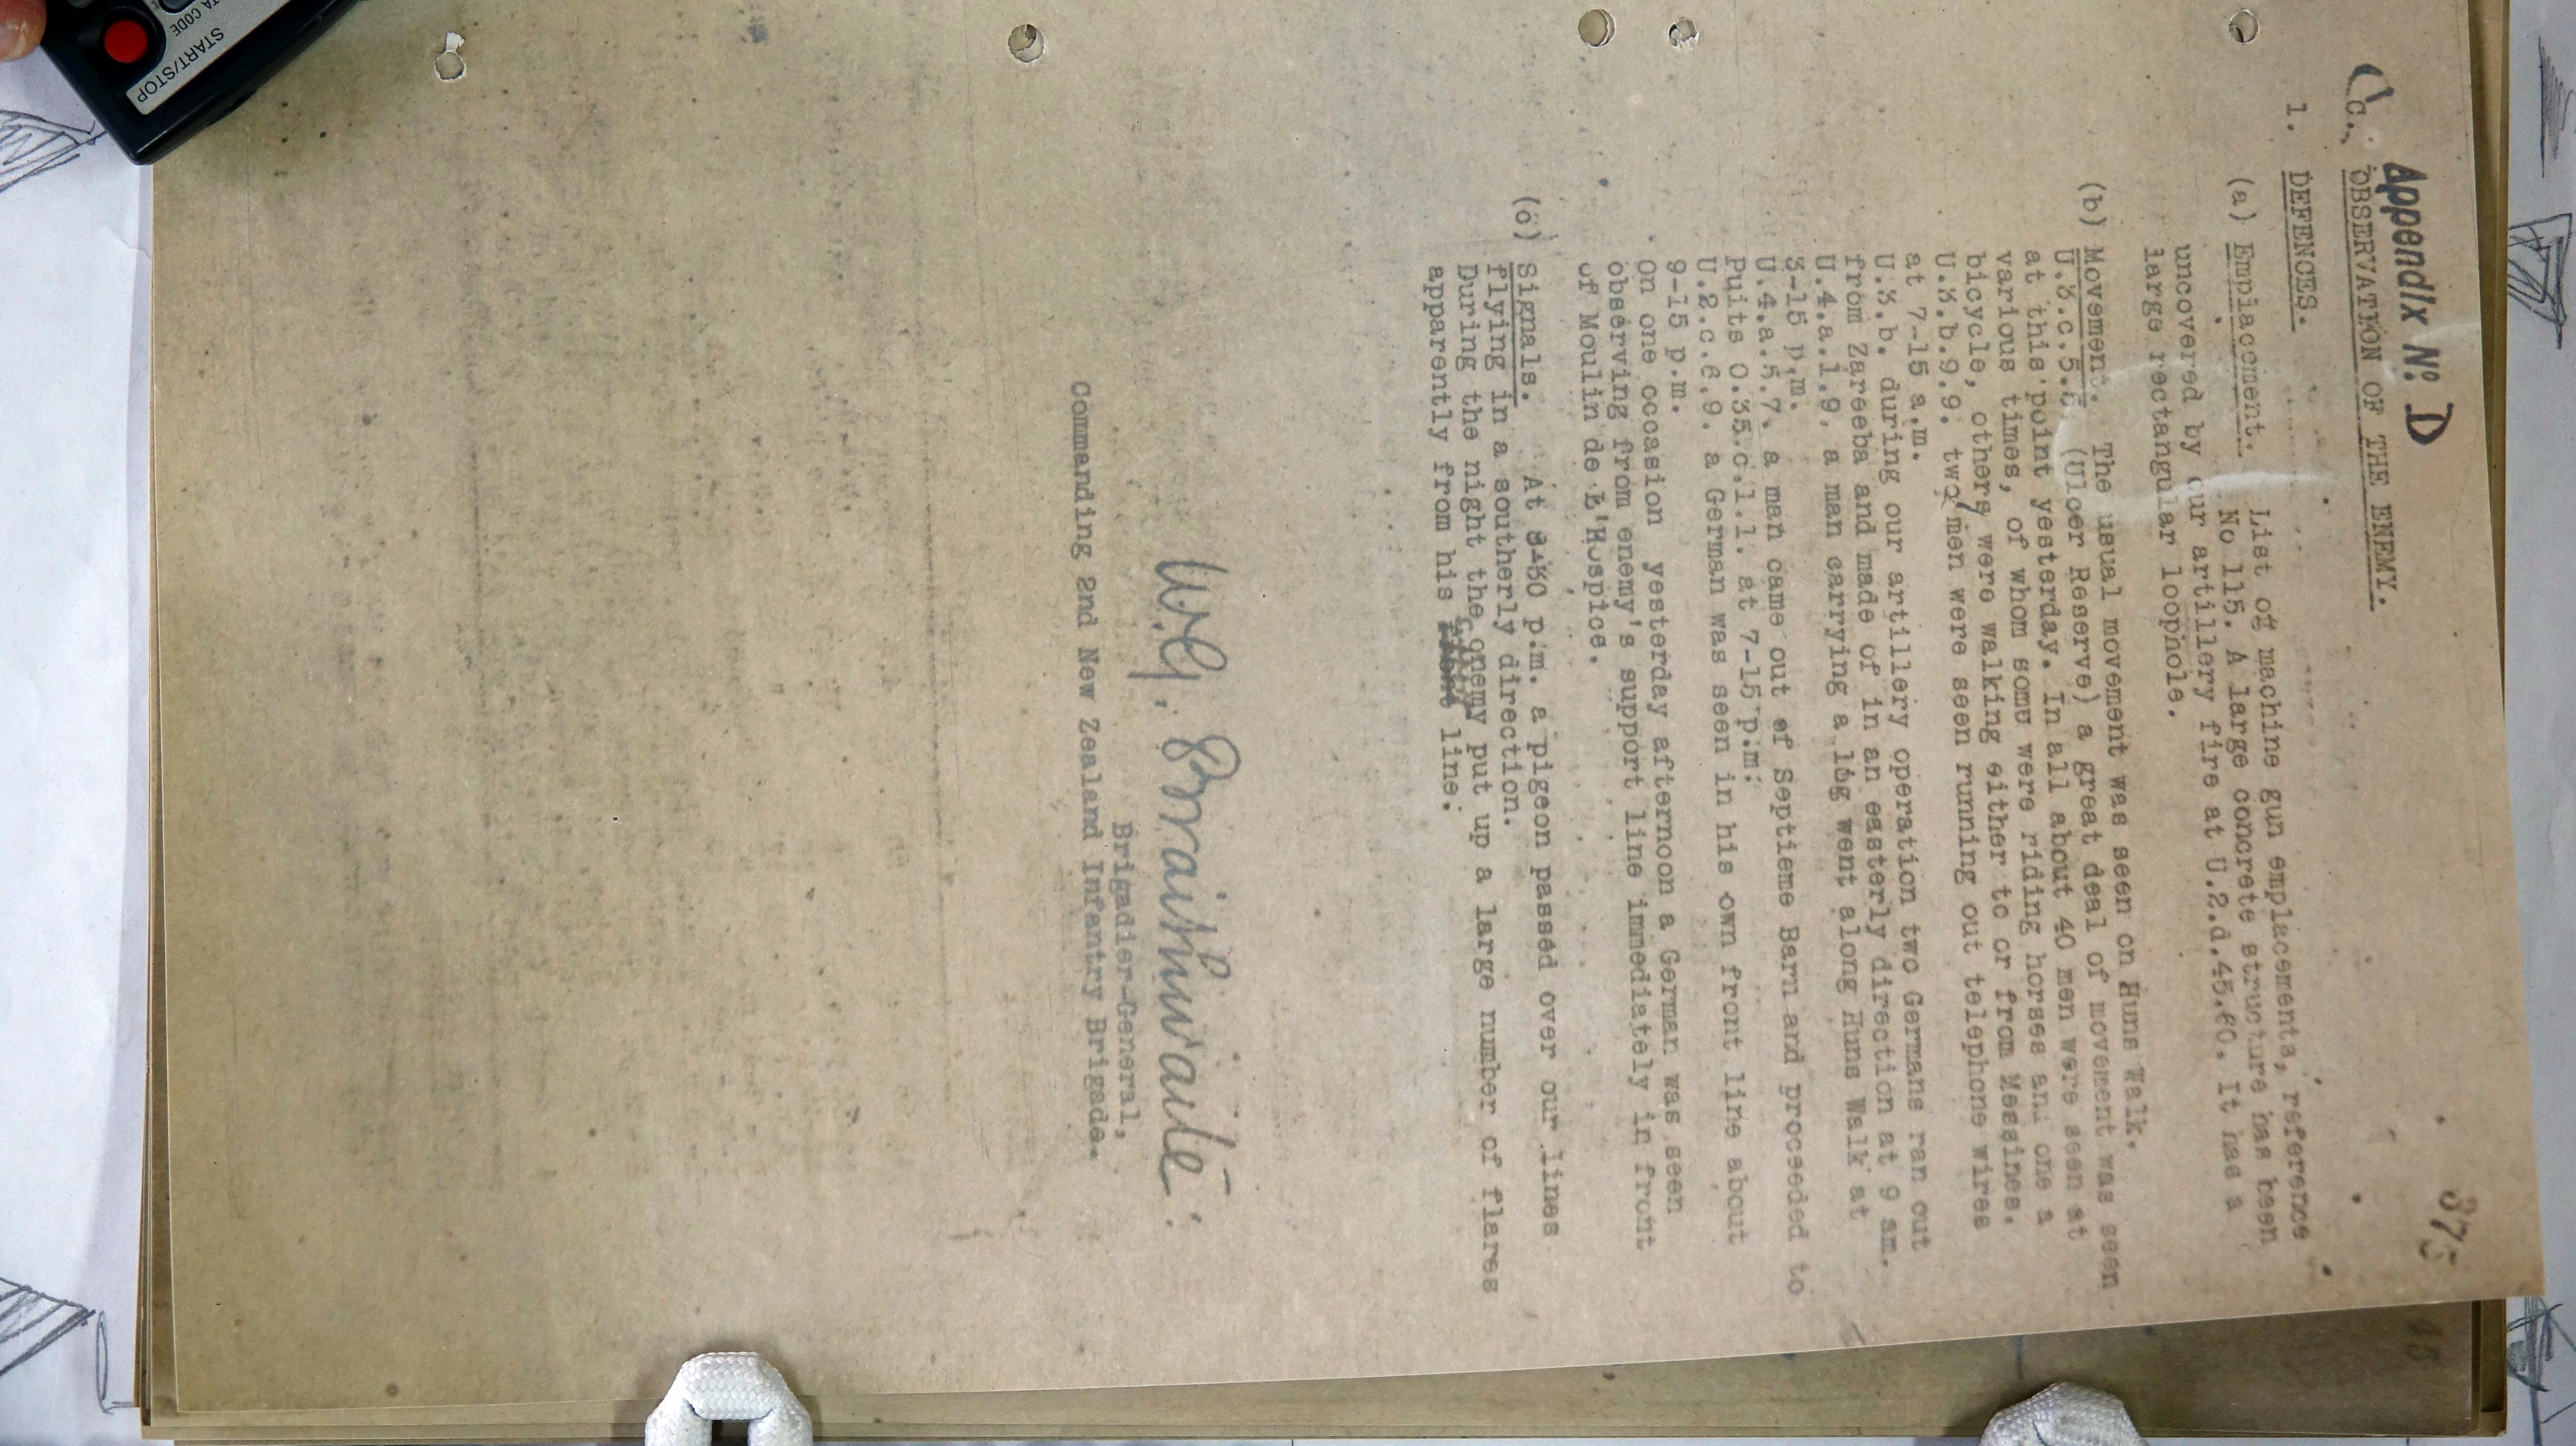 375
Appendix No. D
C. OBSERVATION OF THE ENEMY.
1. DEFENCES.
(a) Emplacement. List of machine gun emplacements, reference
No 115. A large concrete structure has been
uncovered by our artillery fire at U.2.d.45.60. It has a
large rectangular loophole.
(b) Movement. The usual movement was seen on Huns Walk.
U.3.c.5.5 (Ulcer Reserve) a great deal of movement was seen
at this point yesterday. In all about 40 men were seen at
various times, of whom some were riding horses and one a
bicycle, others were walking either to or from Messines.
U.3.b.9.9. two men were seen running out telephone wires
at 7-15 a.m.
U.3.b. during our artillery operation two Germans ran out
from Zareeba and made of in an easterly direction at 9 am.
U.4.a.1.9. a man carrying a log went along Huns Walk at
3-15 p.m.
U.4.a.5.7. a man came out of Septieme Barn and proceeded to
Puits 0.35.c.1.1. at 7-15 p.m.
U.2.c.6.9. a German was seen in his own front line about
9-15 p.m.
On one occasion yesterday afternoon a German was seen
observing from enemy's support line immediately in front
of Moulin de L'Hospice.
(c) Signals. At 8-30 p.m. a pigeon passed over our lines
flying in a southerly direction.
During the night the enemy put up a large number of flares
apparently from his line.
W.G. Braithwaite
Brigadier-General,
Commanding 2nd New Zealand Infantry Brigade.
START/STOP
TA CODE